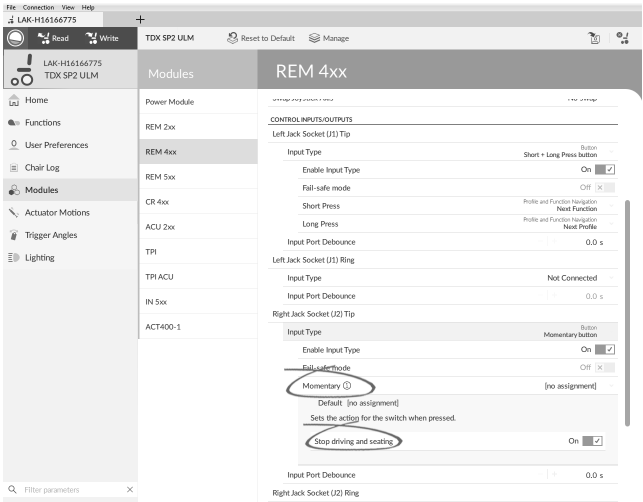 File Connection View Help
LAK-H16166775 +
Read Write TDX SP2 ULM Reset to Default Manage
LAK-H16166775
TDX SP2 ULM
Modules
REM 4xx
Home
Functions
User Preferences
Chair Log
Modules
Actuator Motions
Trigger Angles
Lighting
Filter parameters
Power Module
REM 2xx
REM 4xx
REM 5xx
CR 4xx
ACU 2xx
TPI
TPI ACU
IN 5xx
ACT400-1
Swap Joystick Axis No Swap
CONTROL INPUTS/OUTPUTS
Left Jack Socket (J1) Tip
Input Type Button
Short + Long Press button
Enable Input Type On
Fail-safe mode Off
Short Press Profile and Function Navigation
Next Function
Long Press Profile and Function Navigation
Next Profile
Input Port Debounce 0.0 s
Left Jack Socket (J1) Ring
Input Type Not Connected
Input Port Debounce 0.0 s
Right Jack Socket (J2) Tip
Input Type Button
Momentary button
Enable Input Type On
Fail-safe mode Off
Momentary [no assignment]
Default [no assignment]
Sets the action for the switch when pressed.
Stop driving and seating On
Input Port Debounce 0.0 s
Right Jack Socket (J2) Ring